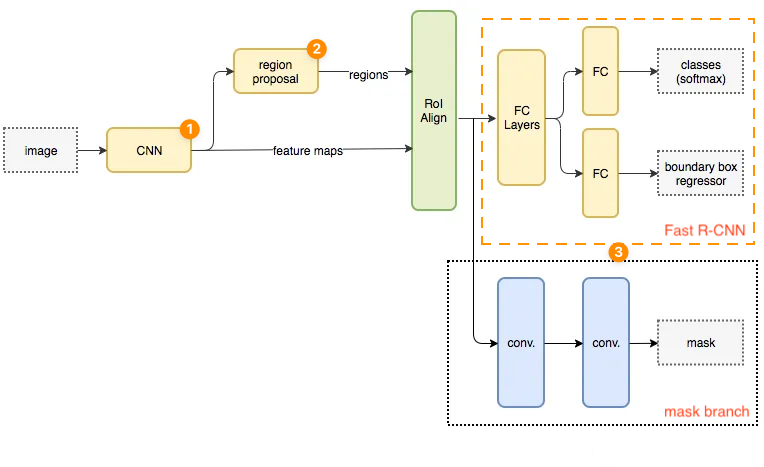 image
1
CNN
2
region
proposal
regions
feature maps
RoI
Align
FC
Layers
FC
classes
(softmax)
FC
boundary box
regressor
Fast R-CNN
3
conv.
conv.
mask
mask branch